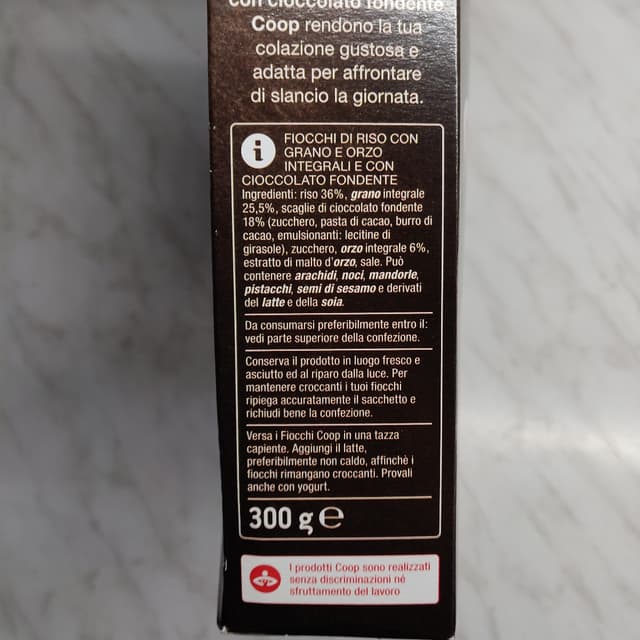 con cioccolato fondente
Coop rendono la tua
colazione gustosa e
adatta per affrontare
di slancio la giornata.
i
FIOCCHI DI RISO CON
GRANO E ORZO
INTEGRALI E CON
CIOCCOLATO FONDENTE
Ingredienti: riso 36%, grano integrale
25,5%, scaglie di cioccolato fondente
18% (zucchero, pasta di cacao, burro di
cacao, emulsionanti: lecitine di
girasole), zucchero, orzo integrale 6%,
estratto di malto d'orzo, sale. Può
contenere arachidi, noci, mandorle,
pistacchi, semi di sesamo e derivati
del latte e della soia.
Da consumarsi preferibilmente entro il:
vedi parte superiore della confezione.
Conserva il prodotto in luogo fresco e
asciutto ed al riparo dalla luce. Per
mantenere croccanti i tuoi fiocchi
ripiega accuratamente il sacchetto e
richiudi bene la confezione.
Versa i Fiocchi Coop in una tazza
capiente. Aggiungi il latte,
preferibilmente non caldo, affinchè i
fiocchi rimangano croccanti. Provali
anche con yogurt.
300 g ℮
I prodotti Coop sono realizzati
senza discriminazioni né
sfruttamento del lavoro